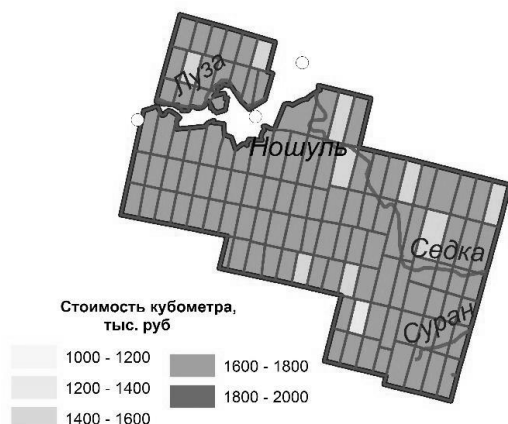 Луза
Ношуль
Седка
Суран
Стоимость кубометра,
тыс. руб
1000 - 1200
1200 - 1400
1400 - 1600
1600 - 1800
1800 - 2000